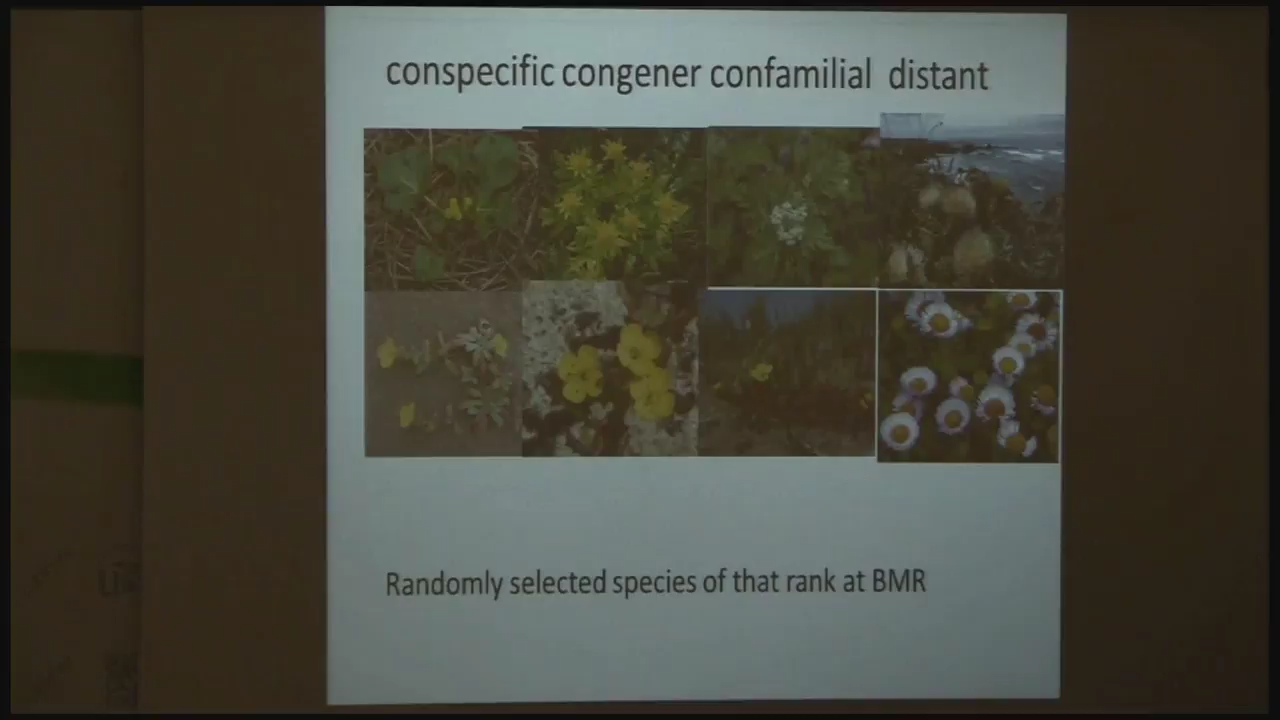 conspecific congener confamilial distant
Randomly selected species of that rank at BMR